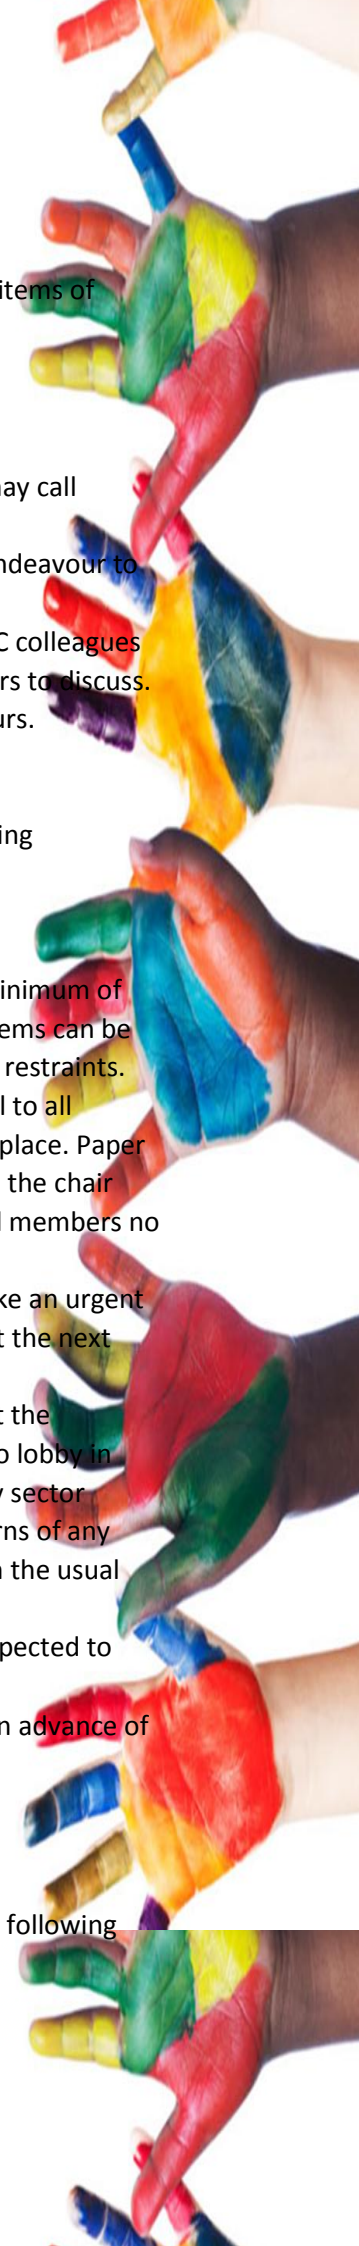 items of
ay call
ndeavour to
C colleagues
rs to discuss.
urs.
ing
inimum of
ems can be
restraints.
l to all
place. Paper
the chair
l members no
ke an urgent
t the next
t the
o lobby in
y sector
rns of any
n the usual
pected to
n advance of
following